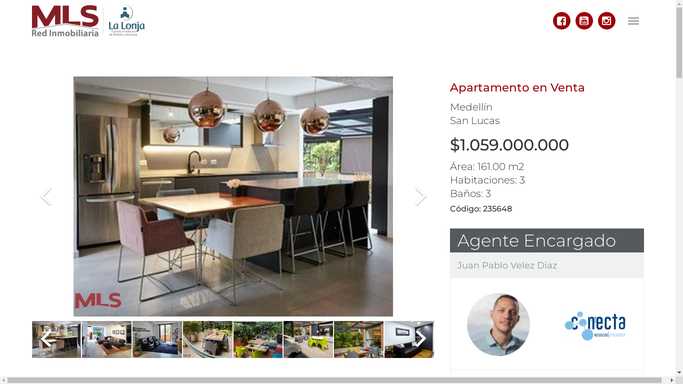 MLS
Red Inmobiliaria
La Lonja
Apartamento en Venta
Medellín
San Lucas
$1.059.000.000
Área: 161.00 m2
Habitaciones: 3
Baños: 3
Código: 235648
MLS
Agente Encargado
Juan Pablo Velez Diaz
conecta